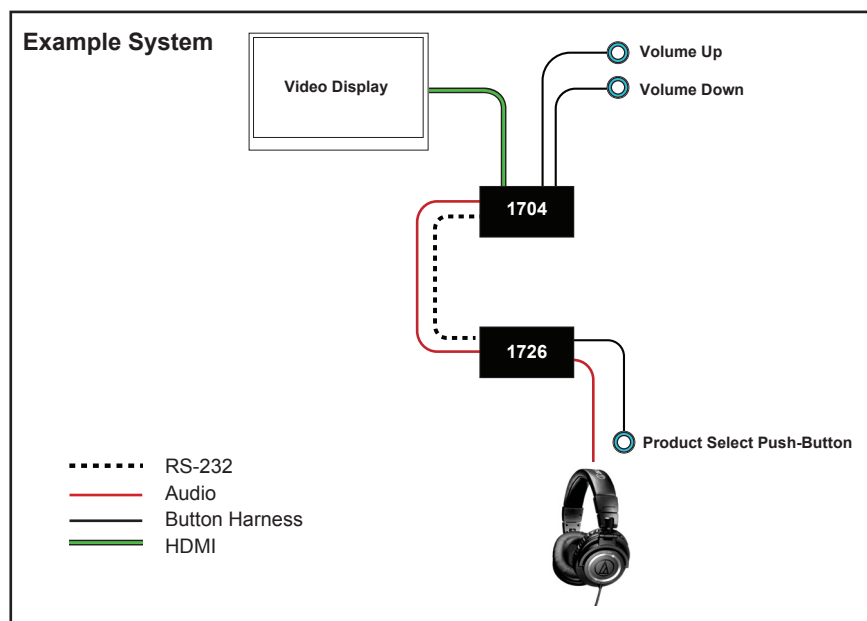 Example System
Video Display
Volume Up
Volume Down
1704
1726
Product Select Push-Button
RS-232
Audio
Button Harness
HDMI